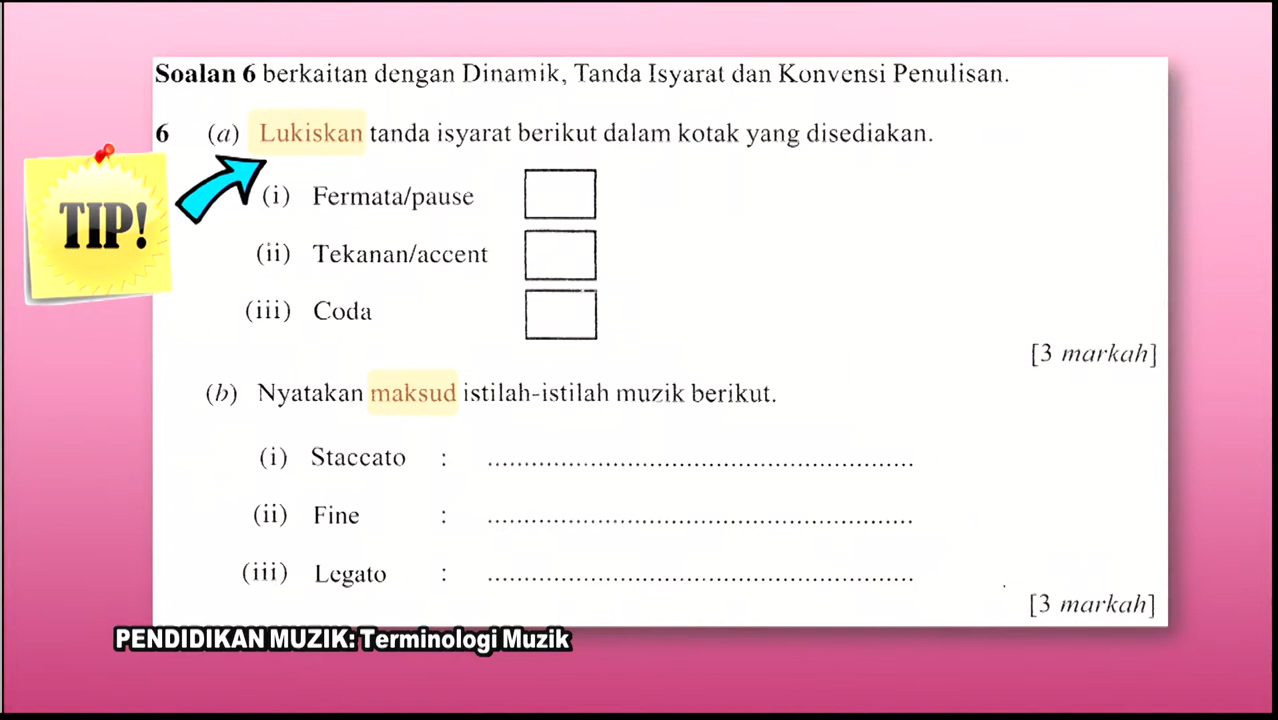 Soalan 6 berkaitan dengan Dinamik, Tanda Isyarat dan Konvensi Penulisan.
6 (a) Lukiskan tanda isyarat berikut dalam kotak yang disediakan.
TIP!
(i) Fermata/pause
(ii) Tekanan/accent
(iii) Coda
[3 markah]
(b) Nyatakan maksud istilah-istilah muzik berikut.
(i) Staccato : ..........................................................
(ii) Fine : ..........................................................
(iii) Legato : ..........................................................
[3 markah]
PENDIDIKAN MUZIK: Terminologi Muzik